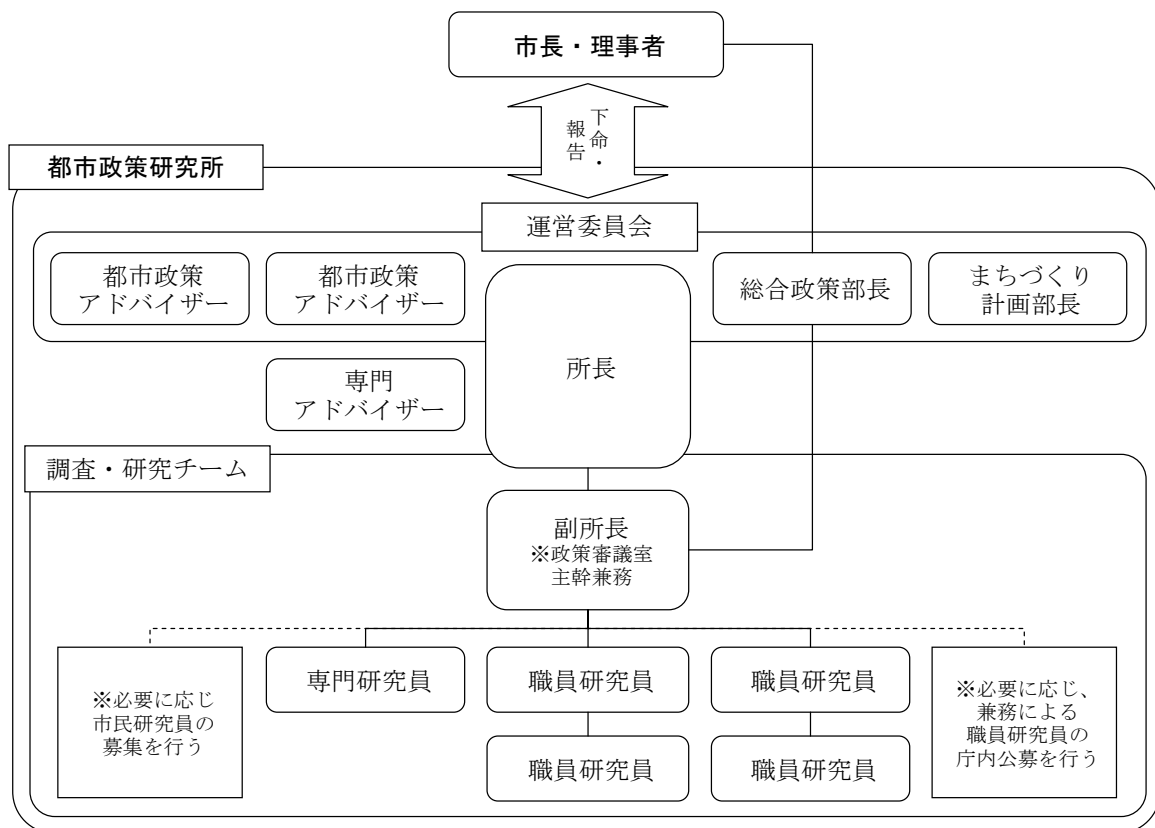 市長・理事者
下命・
報告
都市政策研究所
運営委員会
都市政策
アドバイザー
都市政策
アドバイザー
所長
総合政策部長
まちづくり
計画部長
専門
アドバイザー
調査・研究チーム
副所長
※政策審議室
主幹兼務
※必要に応じ
市民研究員の
募集を行う
専門研究員
職員研究員
職員研究員
※必要に応じ、
兼務による
職員研究員の
庁内公募を行う
職員研究員
職員研究員